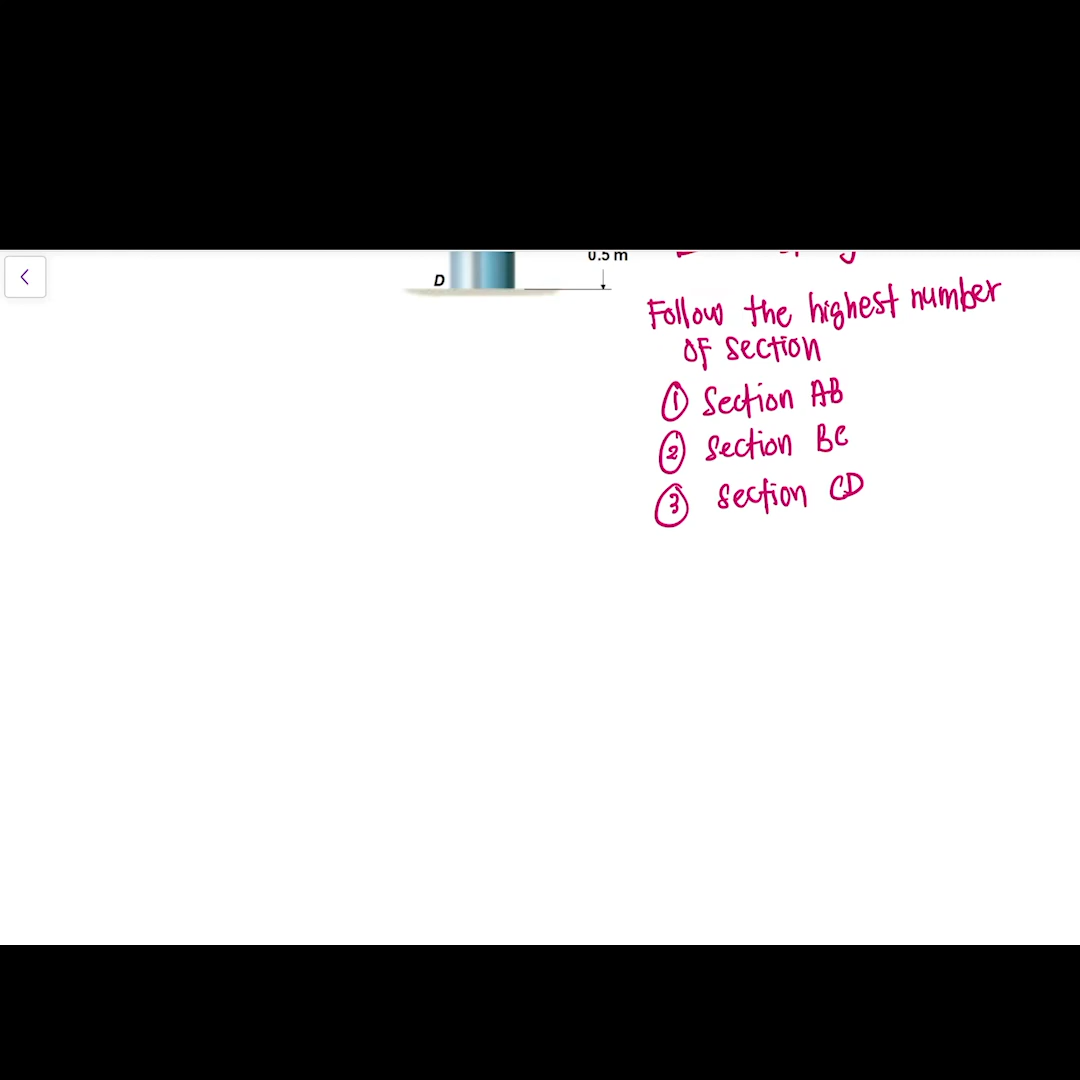 0.5 m
D
Follow the highest number
of section
① Section AB
② Section BC
③ Section CD